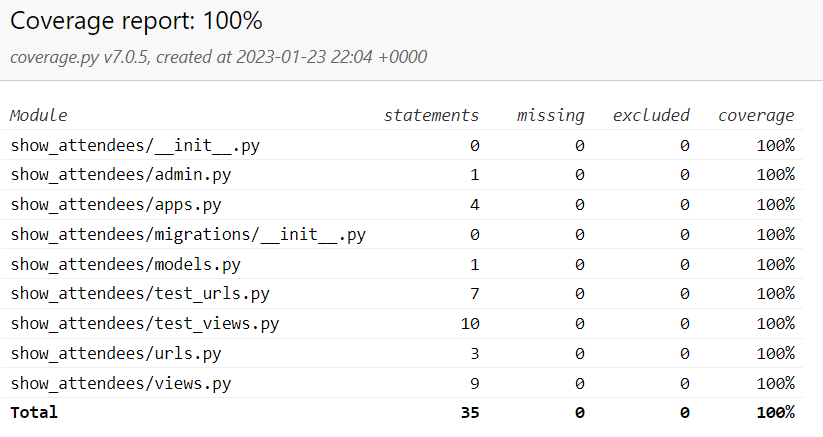 Coverage report: 100%
coverage.py v7.0.5, created at 2023-01-23 22:04 +0000
Module statements missing excluded coverage
show_attendees/__init__.py 0 0 0 100%
show_attendees/admin.py 1 0 0 100%
show_attendees/apps.py 4 0 0 100%
show_attendees/migrations/__init__.py 0 0 0 100%
show_attendees/models.py 1 0 0 100%
show_attendees/test_urls.py 7 0 0 100%
show_attendees/test_views.py 10 0 0 100%
show_attendees/urls.py 3 0 0 100%
show_attendees/views.py 9 0 0 100%
Total 35 0 0 100%